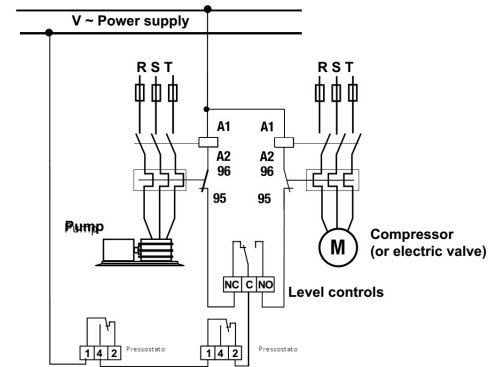 V ~ Power supply
R S T
R S T
A1
A1
A2
A2
96
96
95
95
Pump
M
Compressor
(or electric valve)
NC C NO
Level controls
1 4 2
Pressostato
1 4 2
Pressostato